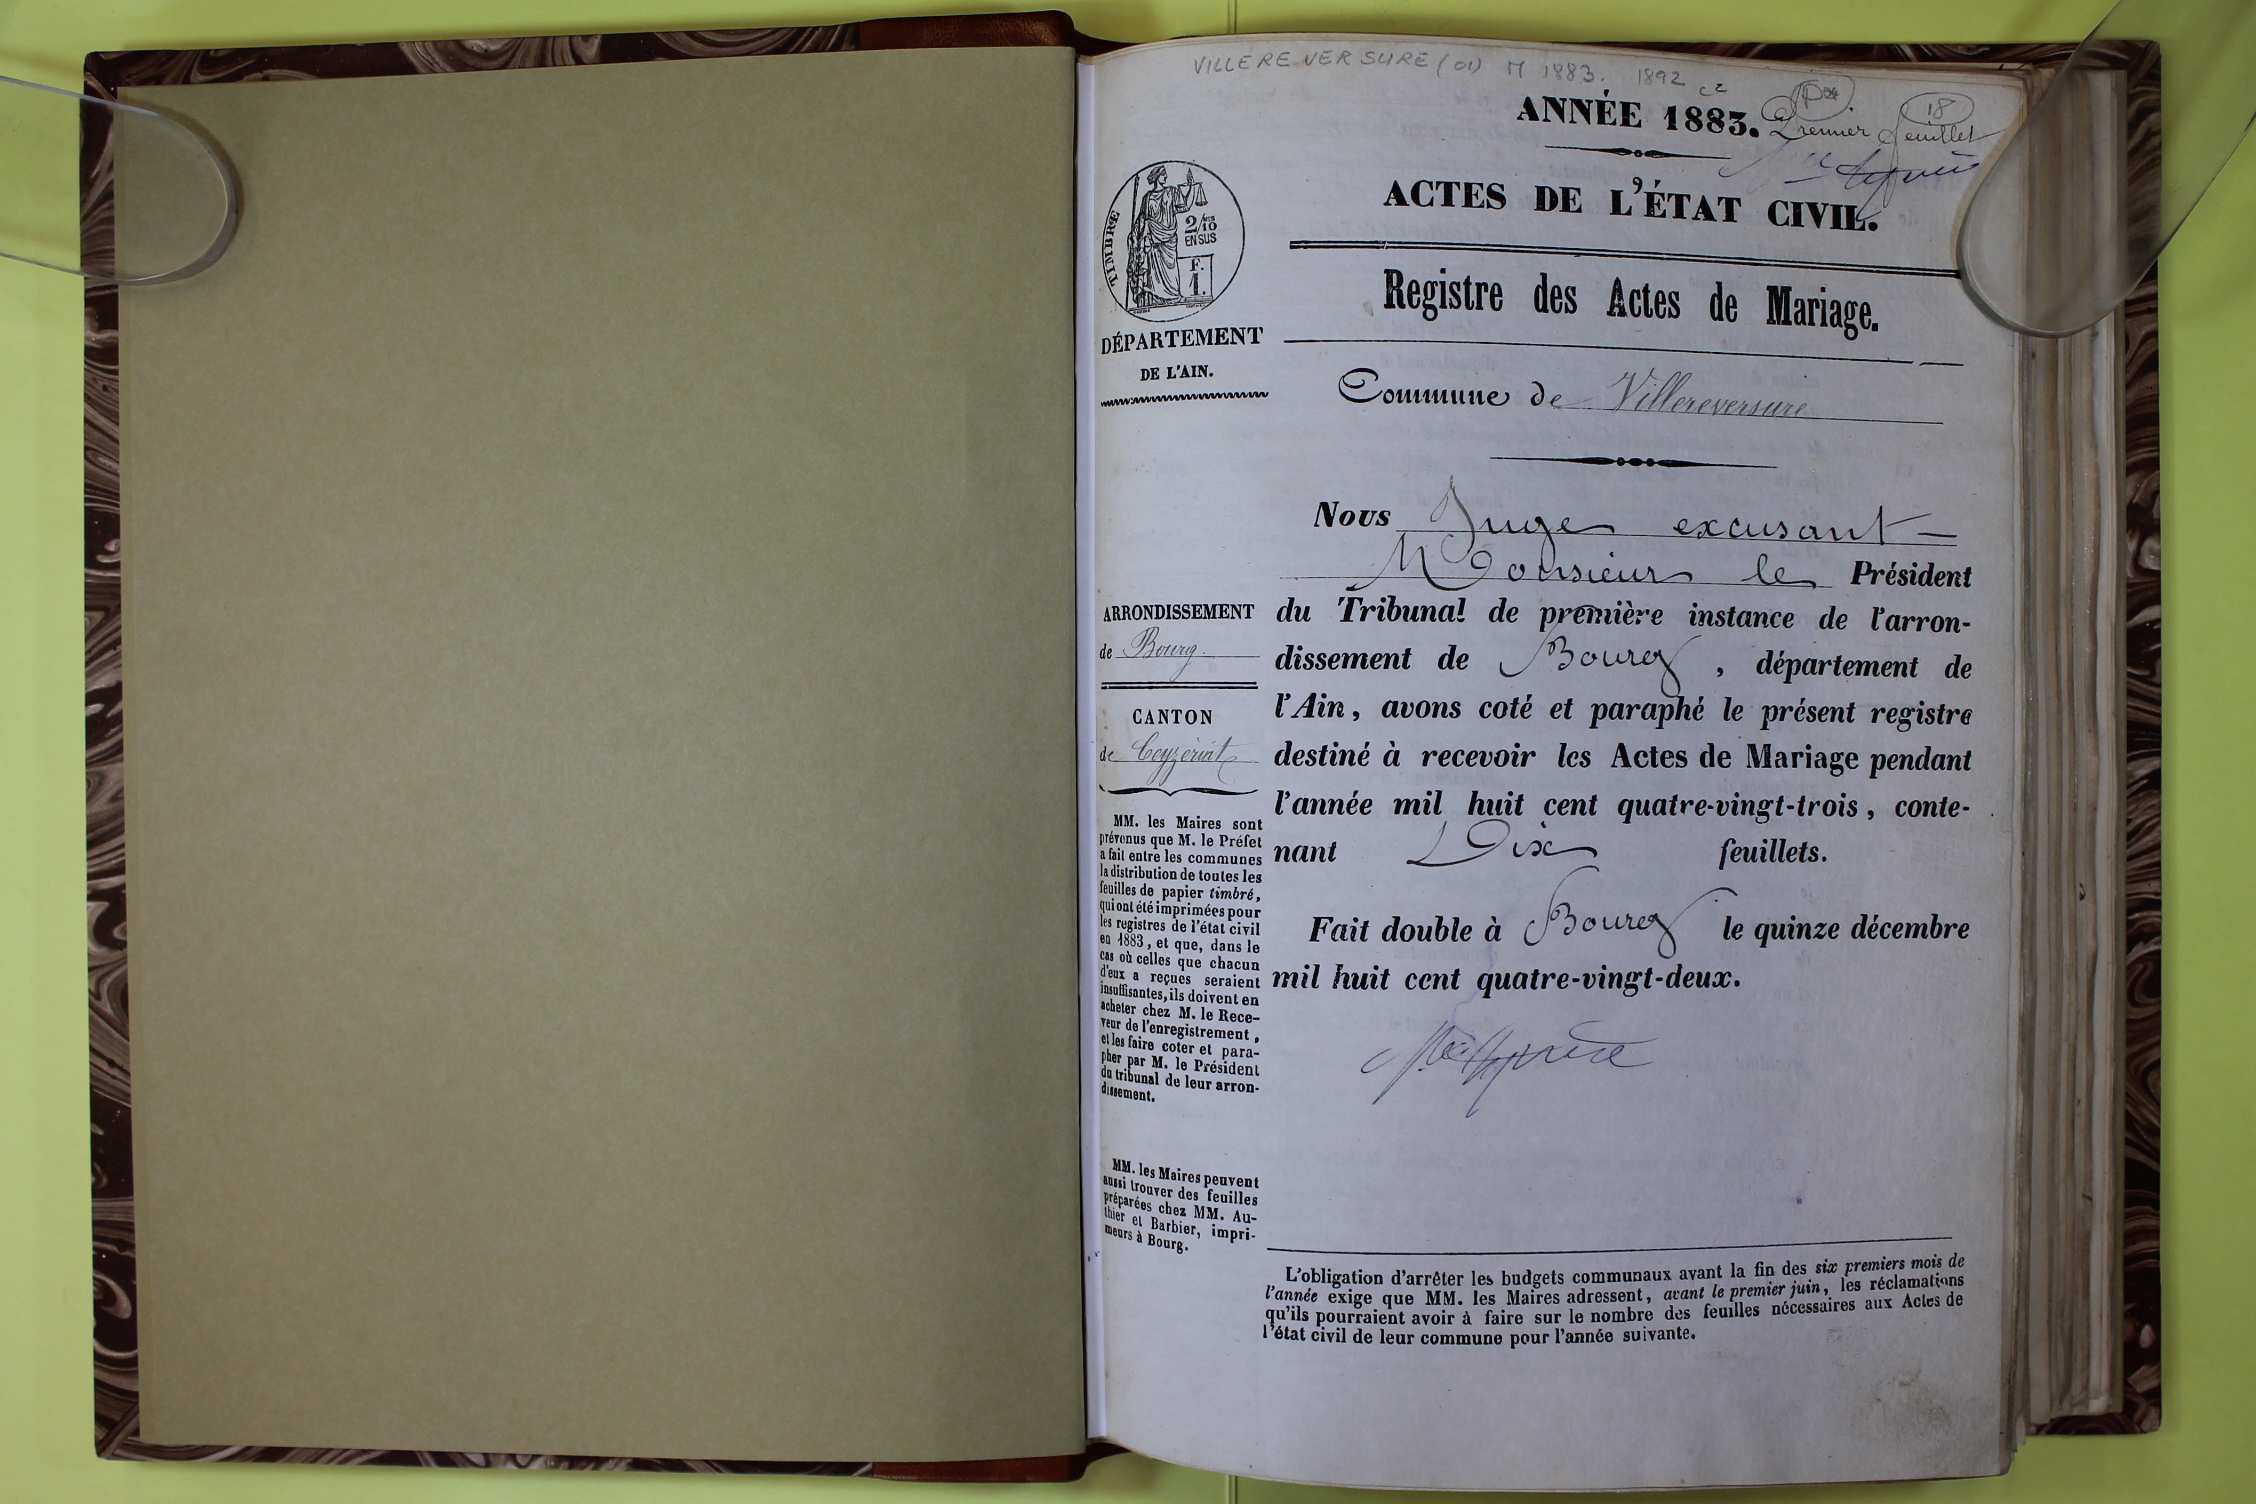 VILLEREVERSURE (01) M 1883. 1892
ANNÉE 1883.
Premier feuillet
18
ACTES DE L'ÉTAT CIVIL.
Registre des Actes de Mariage.
TIMBRE
2/10
EN SUS
F.
1.
DÉPARTEMENT
DE L'AIN.
Commune de Villereversure
ARRONDISSEMENT
de Bourg.
CANTON
de Ceyzériat
MM. les Maires sont
prévenus que M. le Préfet
a fait entre les communes
la distribution de toutes les
feuilles de papier timbré,
qui ont été imprimées pour
les registres de l'état civil
en 1883, et que, dans le
cas où celles que chacun
d'eux a reçues seraient
insuffisantes, ils doivent en
acheter chez M. le Rece-
veur de l'enregistrement,
et les faire coter et para-
pher par M. le Président
du tribunal de leur arron-
dissement.
MM. les Maires peuvent
aussi trouver des feuilles
préparées chez MM. Au-
thier et Barbier, impri-
meurs à Bourg.
Nous Juge excusant
Monsieur le Président
du Tribunal de première instance de l'arron-
dissement de Bourg, département de
l'Ain, avons coté et paraphé le présent registre
destiné à recevoir les Actes de Mariage pendant
l'année mil huit cent quatre-vingt-trois, conte-
nant Dix feuillets.
Fait double à Bourg le quinze décembre
mil huit cent quatre-vingt-deux.
L'obligation d'arrêter les budgets communaux avant la fin des six premiers mois de
l'année exige que MM. les Maires adressent, avant le premier juin, les réclamations
qu'ils pourraient avoir à faire sur le nombre des feuilles nécessaires aux Actes de
l'état civil de leur commune pour l'année suivante.